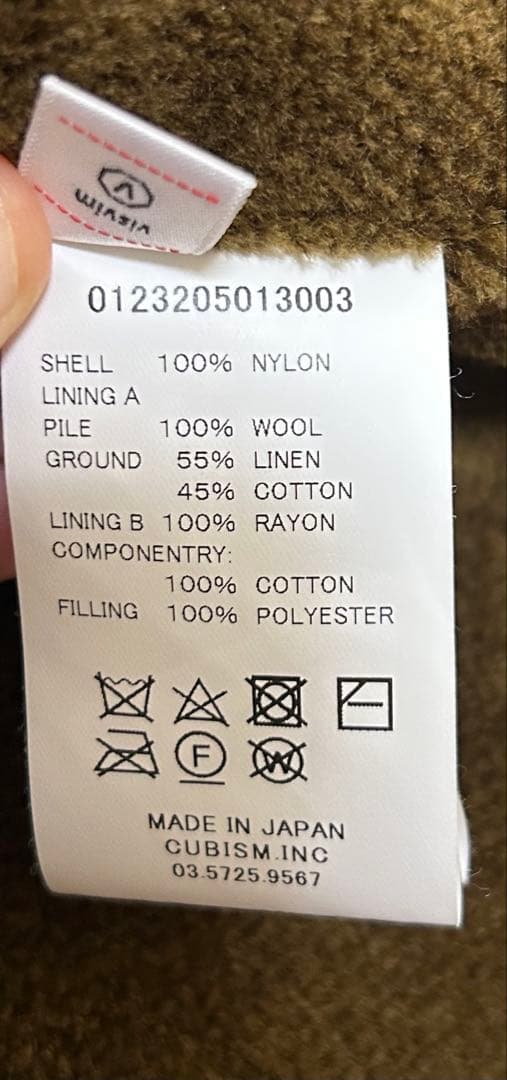 visvim
0123205013003
SHELL 100% NYLON
LINING A
PILE 100% WOOL
GROUND 55% LINEN
45% COTTON
LINING B 100% RAYON
COMPONENTRY:
100% COTTON
FILLING 100% POLYESTER
F W
MADE IN JAPAN
CUBISM.INC
03.5725.9567